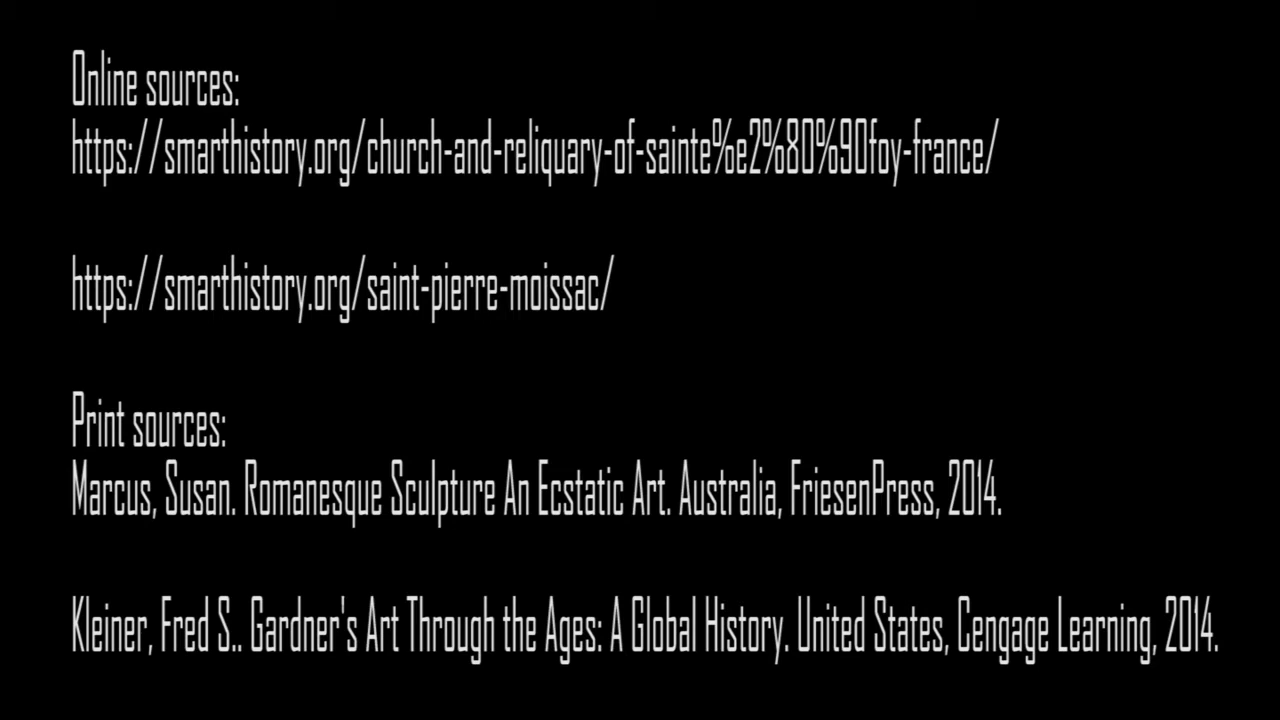 Online sources:
https://smarthistory.org/church-and-reliquary-of-sainte%e2%80%90foy-france/
https://smarthistory.org/saint-pierre-moissac/
Print sources:
Marcus, Susan. Romanesque Sculpture An Ecstatic Art. Australia, FriesenPress, 2014.
Kleiner, Fred S.. Gardner's Art Through the Ages: A Global History. United States, Cengage Learning, 2014.